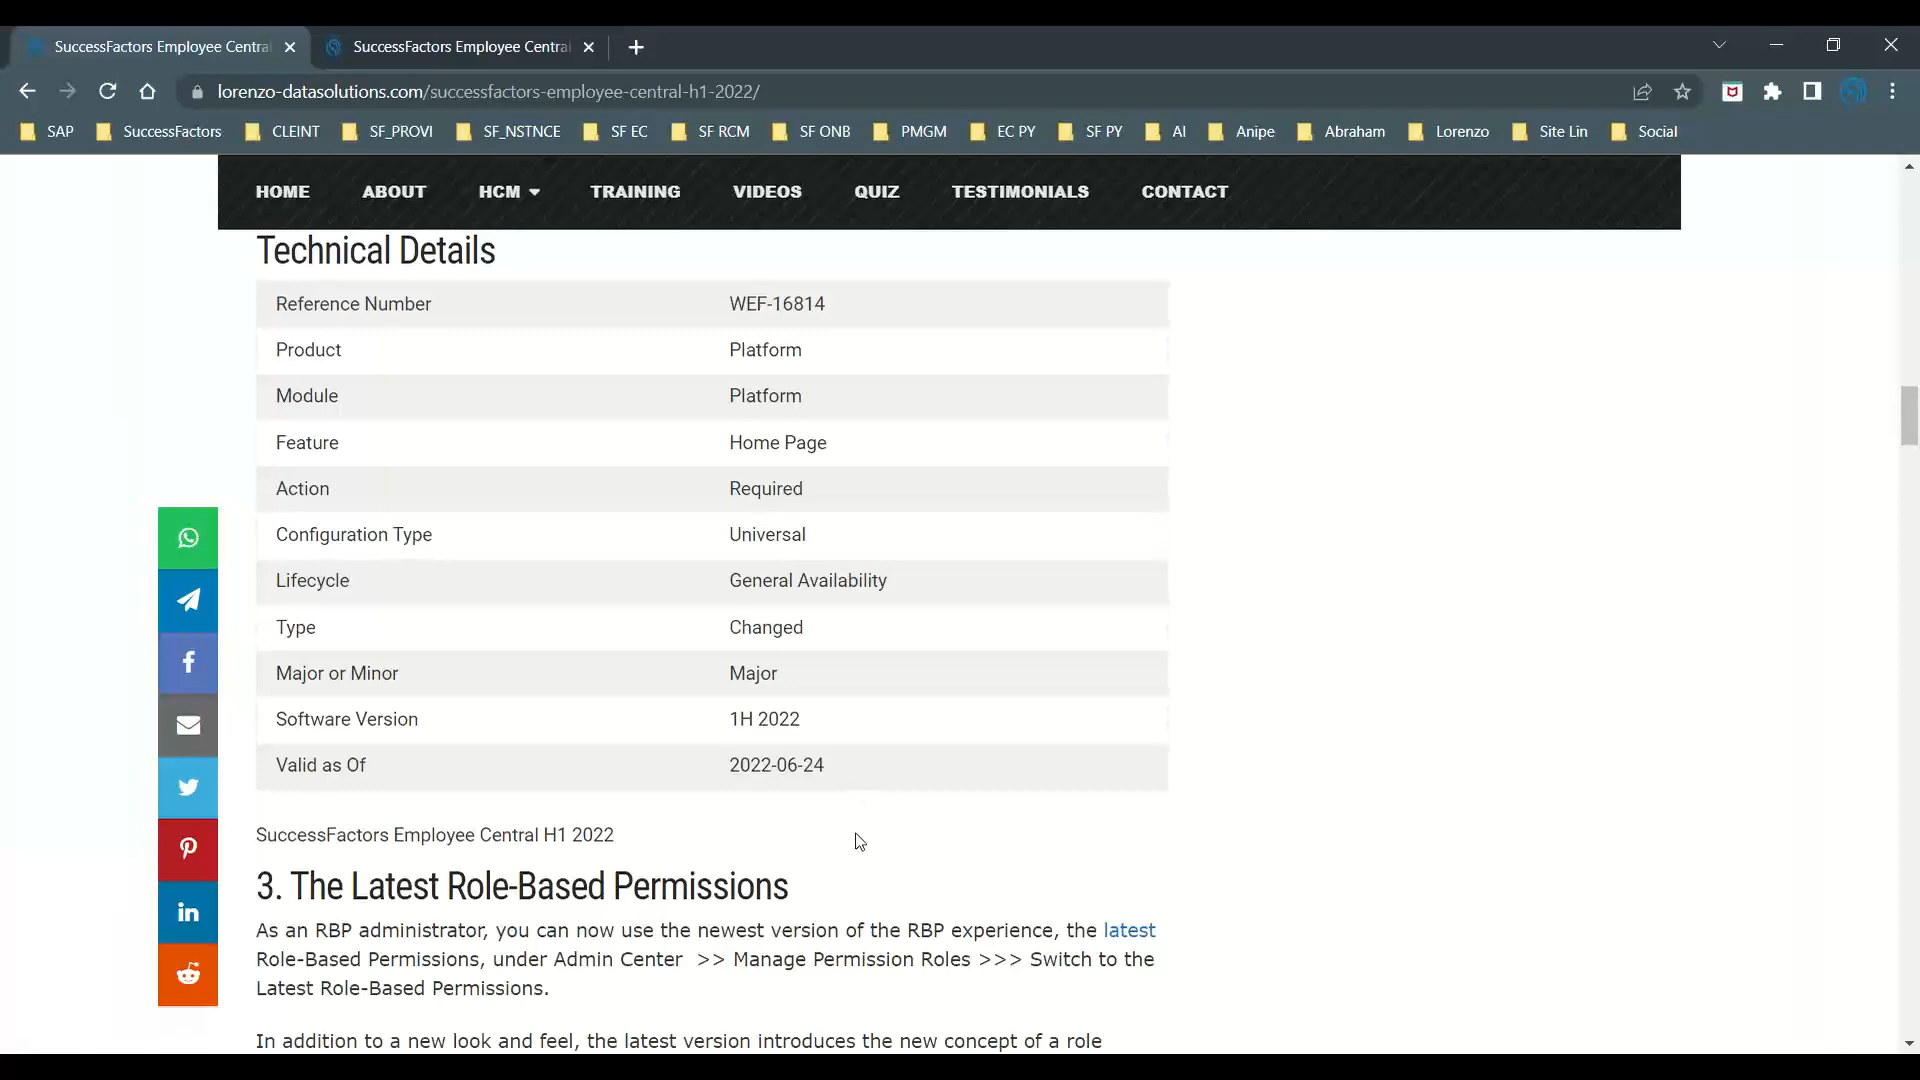 SuccessFactors Employee Centra
SuccessFactors Employee Centra
lorenzo-datasolutions.com/successfactors-employee-central-h1-2022/
SAP SuccessFactors CLEINT SF_PROVI SF_NSTNCE SF EC SF RCM SF ONB PMGM EC PY SF PY AI Anipe Abraham Lorenzo Site Lin Social
HOME ABOUT HCM TRAINING VIDEOS QUIZ TESTIMONIALS CONTACT
Technical Details
Reference Number WEF-16814
Product Platform
Module Platform
Feature Home Page
Action Required
Configuration Type Universal
Lifecycle General Availability
Type Changed
Major or Minor Major
Software Version 1H 2022
Valid as Of 2022-06-24
SuccessFactors Employee Central H1 2022
3. The Latest Role-Based Permissions
As an RBP administrator, you can now use the newest version of the RBP experience, the latest
Role-Based Permissions, under Admin Center >> Manage Permission Roles >>> Switch to the
Latest Role-Based Permissions.
In addition to a new look and feel, the latest version introduces the new concept of a role